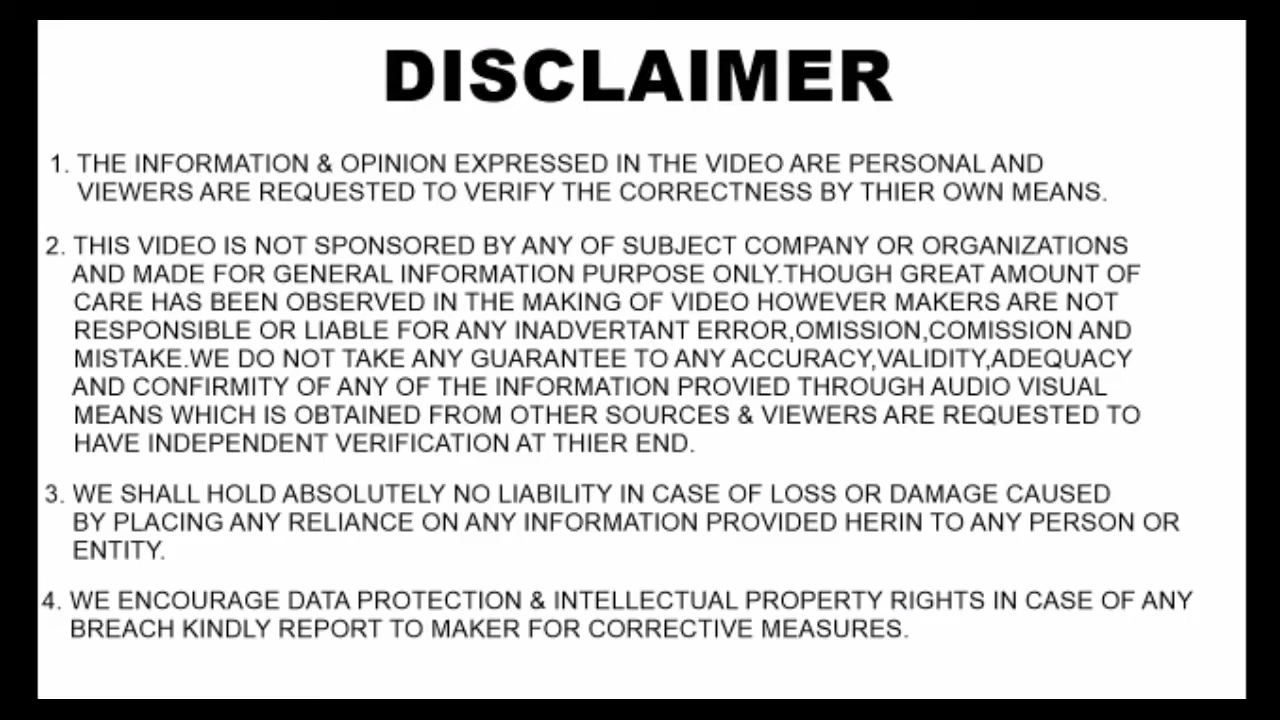 DISCLAIMER
1. THE INFORMATION & OPINION EXPRESSED IN THE VIDEO ARE PERSONAL AND
VIEWERS ARE REQUESTED TO VERIFY THE CORRECTNESS BY THIER OWN MEANS.
2. THIS VIDEO IS NOT SPONSORED BY ANY OF SUBJECT COMPANY OR ORGANIZATIONS
AND MADE FOR GENERAL INFORMATION PURPOSE ONLY.THOUGH GREAT AMOUNT OF
CARE HAS BEEN OBSERVED IN THE MAKING OF VIDEO HOWEVER MAKERS ARE NOT
RESPONSIBLE OR LIABLE FOR ANY INADVERTANT ERROR,OMISSION,COMISSION AND
MISTAKE.WE DO NOT TAKE ANY GUARANTEE TO ANY ACCURACY,VALIDITY,ADEQUACY
AND CONFIRMITY OF ANY OF THE INFORMATION PROVIED THROUGH AUDIO VISUAL
MEANS WHICH IS OBTAINED FROM OTHER SOURCES & VIEWERS ARE REQUESTED TO
HAVE INDEPENDENT VERIFICATION AT THIER END.
3. WE SHALL HOLD ABSOLUTELY NO LIABILITY IN CASE OF LOSS OR DAMAGE CAUSED
BY PLACING ANY RELIANCE ON ANY INFORMATION PROVIDED HERIN TO ANY PERSON OR
ENTITY.
4. WE ENCOURAGE DATA PROTECTION & INTELLECTUAL PROPERTY RIGHTS IN CASE OF ANY
BREACH KINDLY REPORT TO MAKER FOR CORRECTIVE MEASURES.